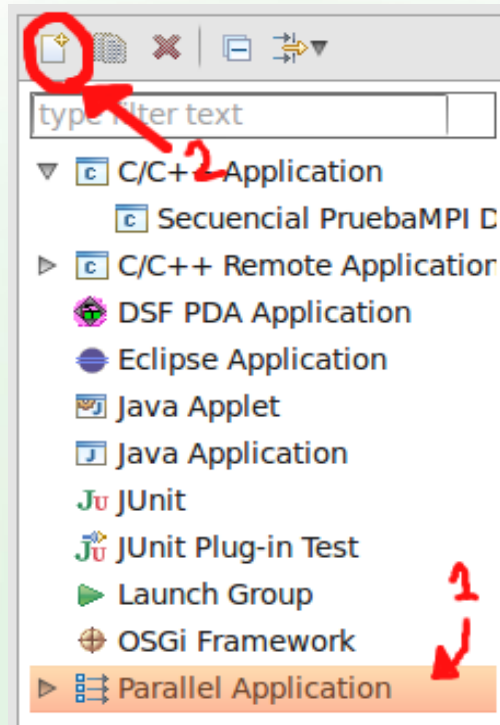 type filter text
2
C/C++ Application
Secuencial PruebaMPI D
C/C++ Remote Application
DSF PDA Application
Eclipse Application
Java Applet
Java Application
JUnit
JUnit Plug-in Test
Launch Group
1
OSGi Framework
Parallel Application